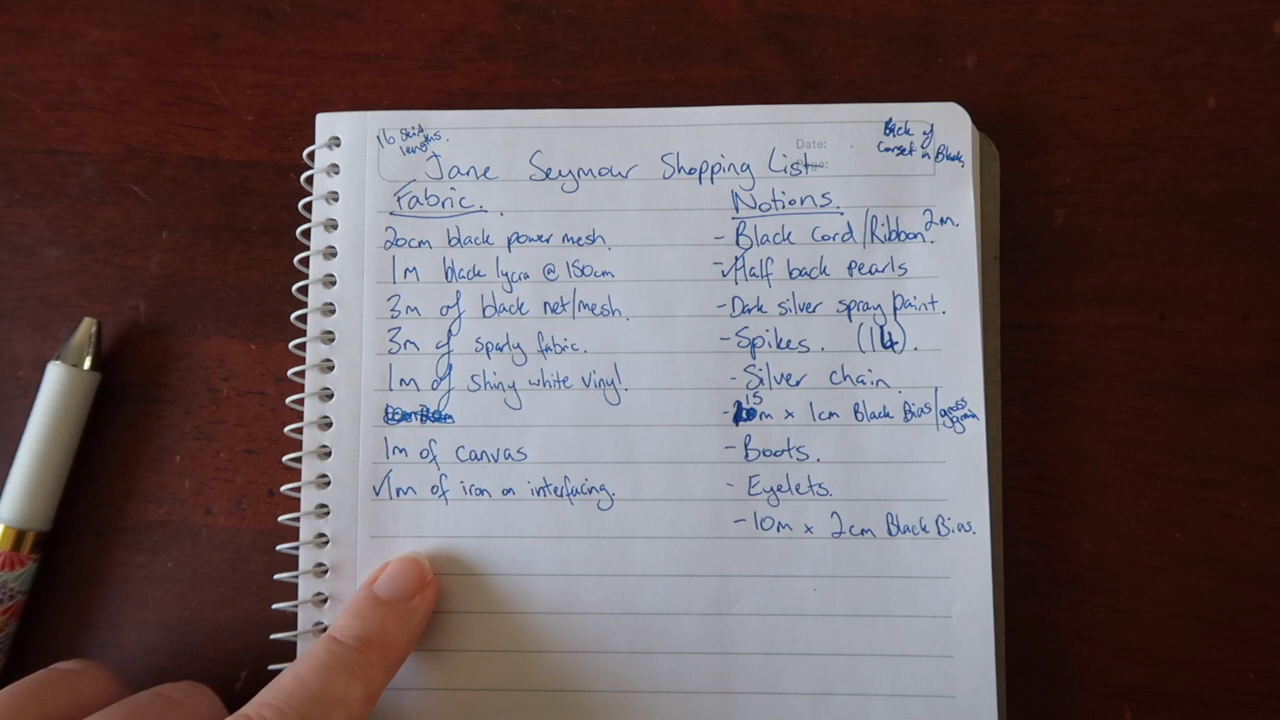 16 skirt lengths.
Date:
Back of
Corset in Black
Jane Seymour Shopping List
Fabric.
20cm black power mesh.
1m black lycra @ 150cm
3m of black net/mesh.
3m of sparly fabric.
1m of shiny white vinyl.
1m of canvas
✓1m of iron on interfacing.
Notions.
- Black Cord/Ribbon. 2m.
-✓Half back pearls
- Dark silver spray paint.
- Spikes. (14).
- Silver chain
- 15m x 1cm Black Bias/gross grain
- Boots.
- Eyelets.
- 10m x 2cm Black Bias.